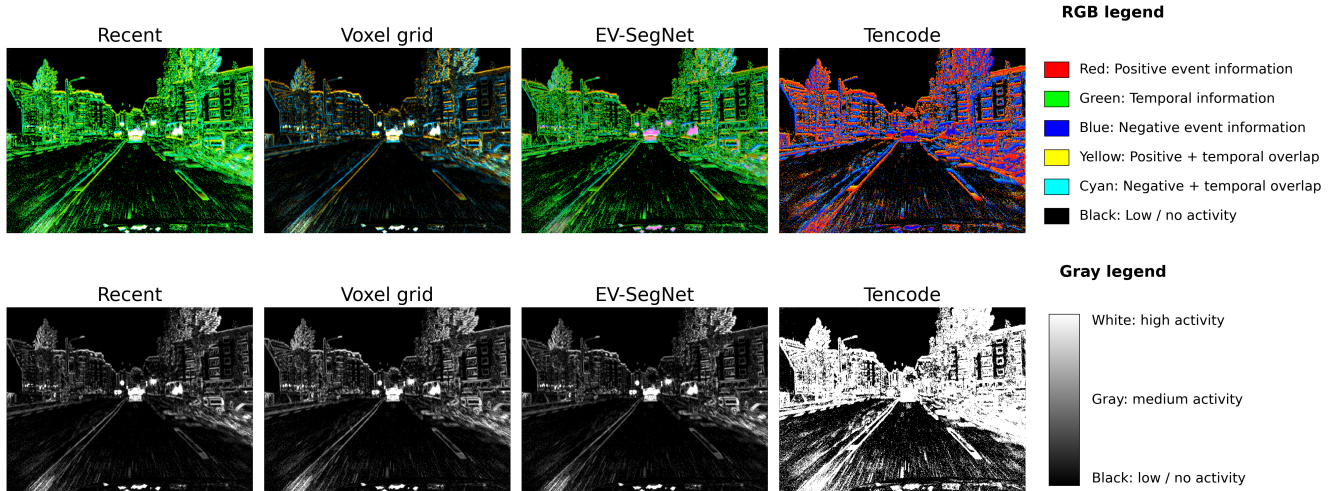 RGB legend
Recent
Voxel grid
EV-SegNet
Tencode
Red: Positive event information
Green: Temporal information
Blue: Negative event information
Yellow: Positive + temporal overlap
Cyan: Negative + temporal overlap
Black: Low / no activity
Gray legend
Recent
Voxel grid
EV-SegNet
Tencode
White: high activity
Gray: medium activity
Black: low / no activity